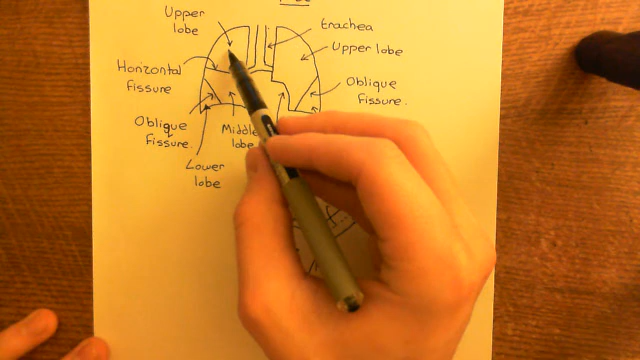 Upper
lobe
trachea
Upper lobe
Horizontal
fissure
Oblique
fissure.
Oblique
fissure.
Middle
lobe
Lower
lobe